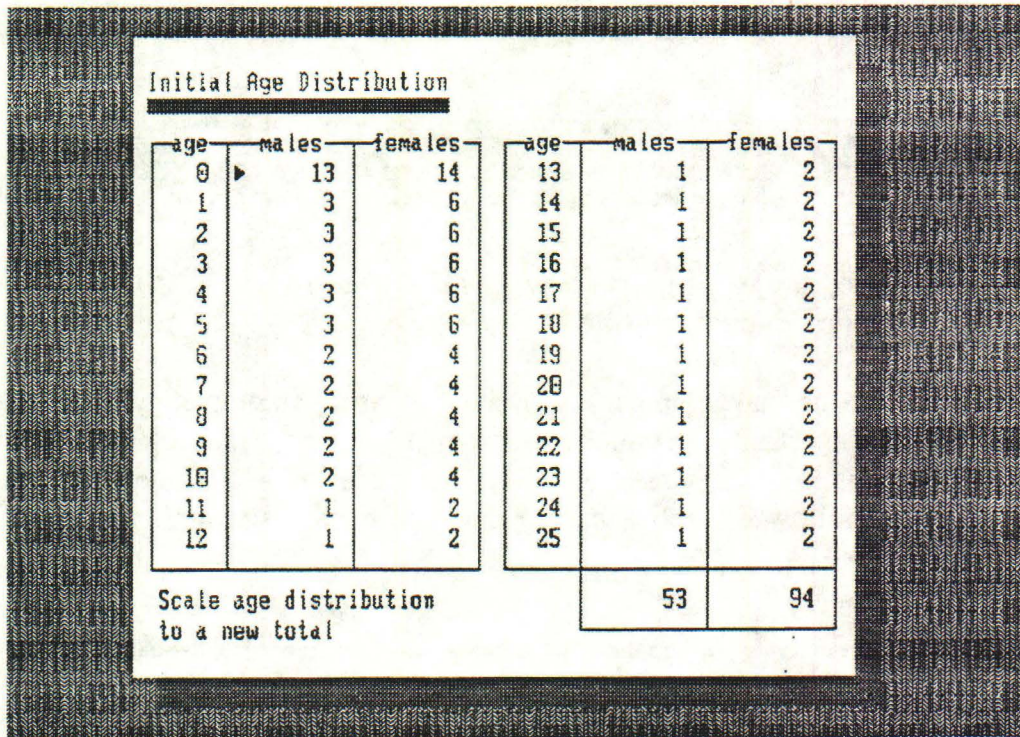 Initial Age Distribution
age males females age males females
0 13 14 13 1 2
1 3 6 14 1 2
2 3 6 15 1 2
3 3 6 16 1 2
4 3 6 17 1 2
5 3 6 18 1 2
6 2 4 19 1 2
7 2 4 20 1 2
8 2 4 21 1 2
9 2 4 22 1 2
10 2 4 23 1 2
11 1 2 24 1 2
12 1 2 25 1 2
Scale age distribution 53 94
to a new total